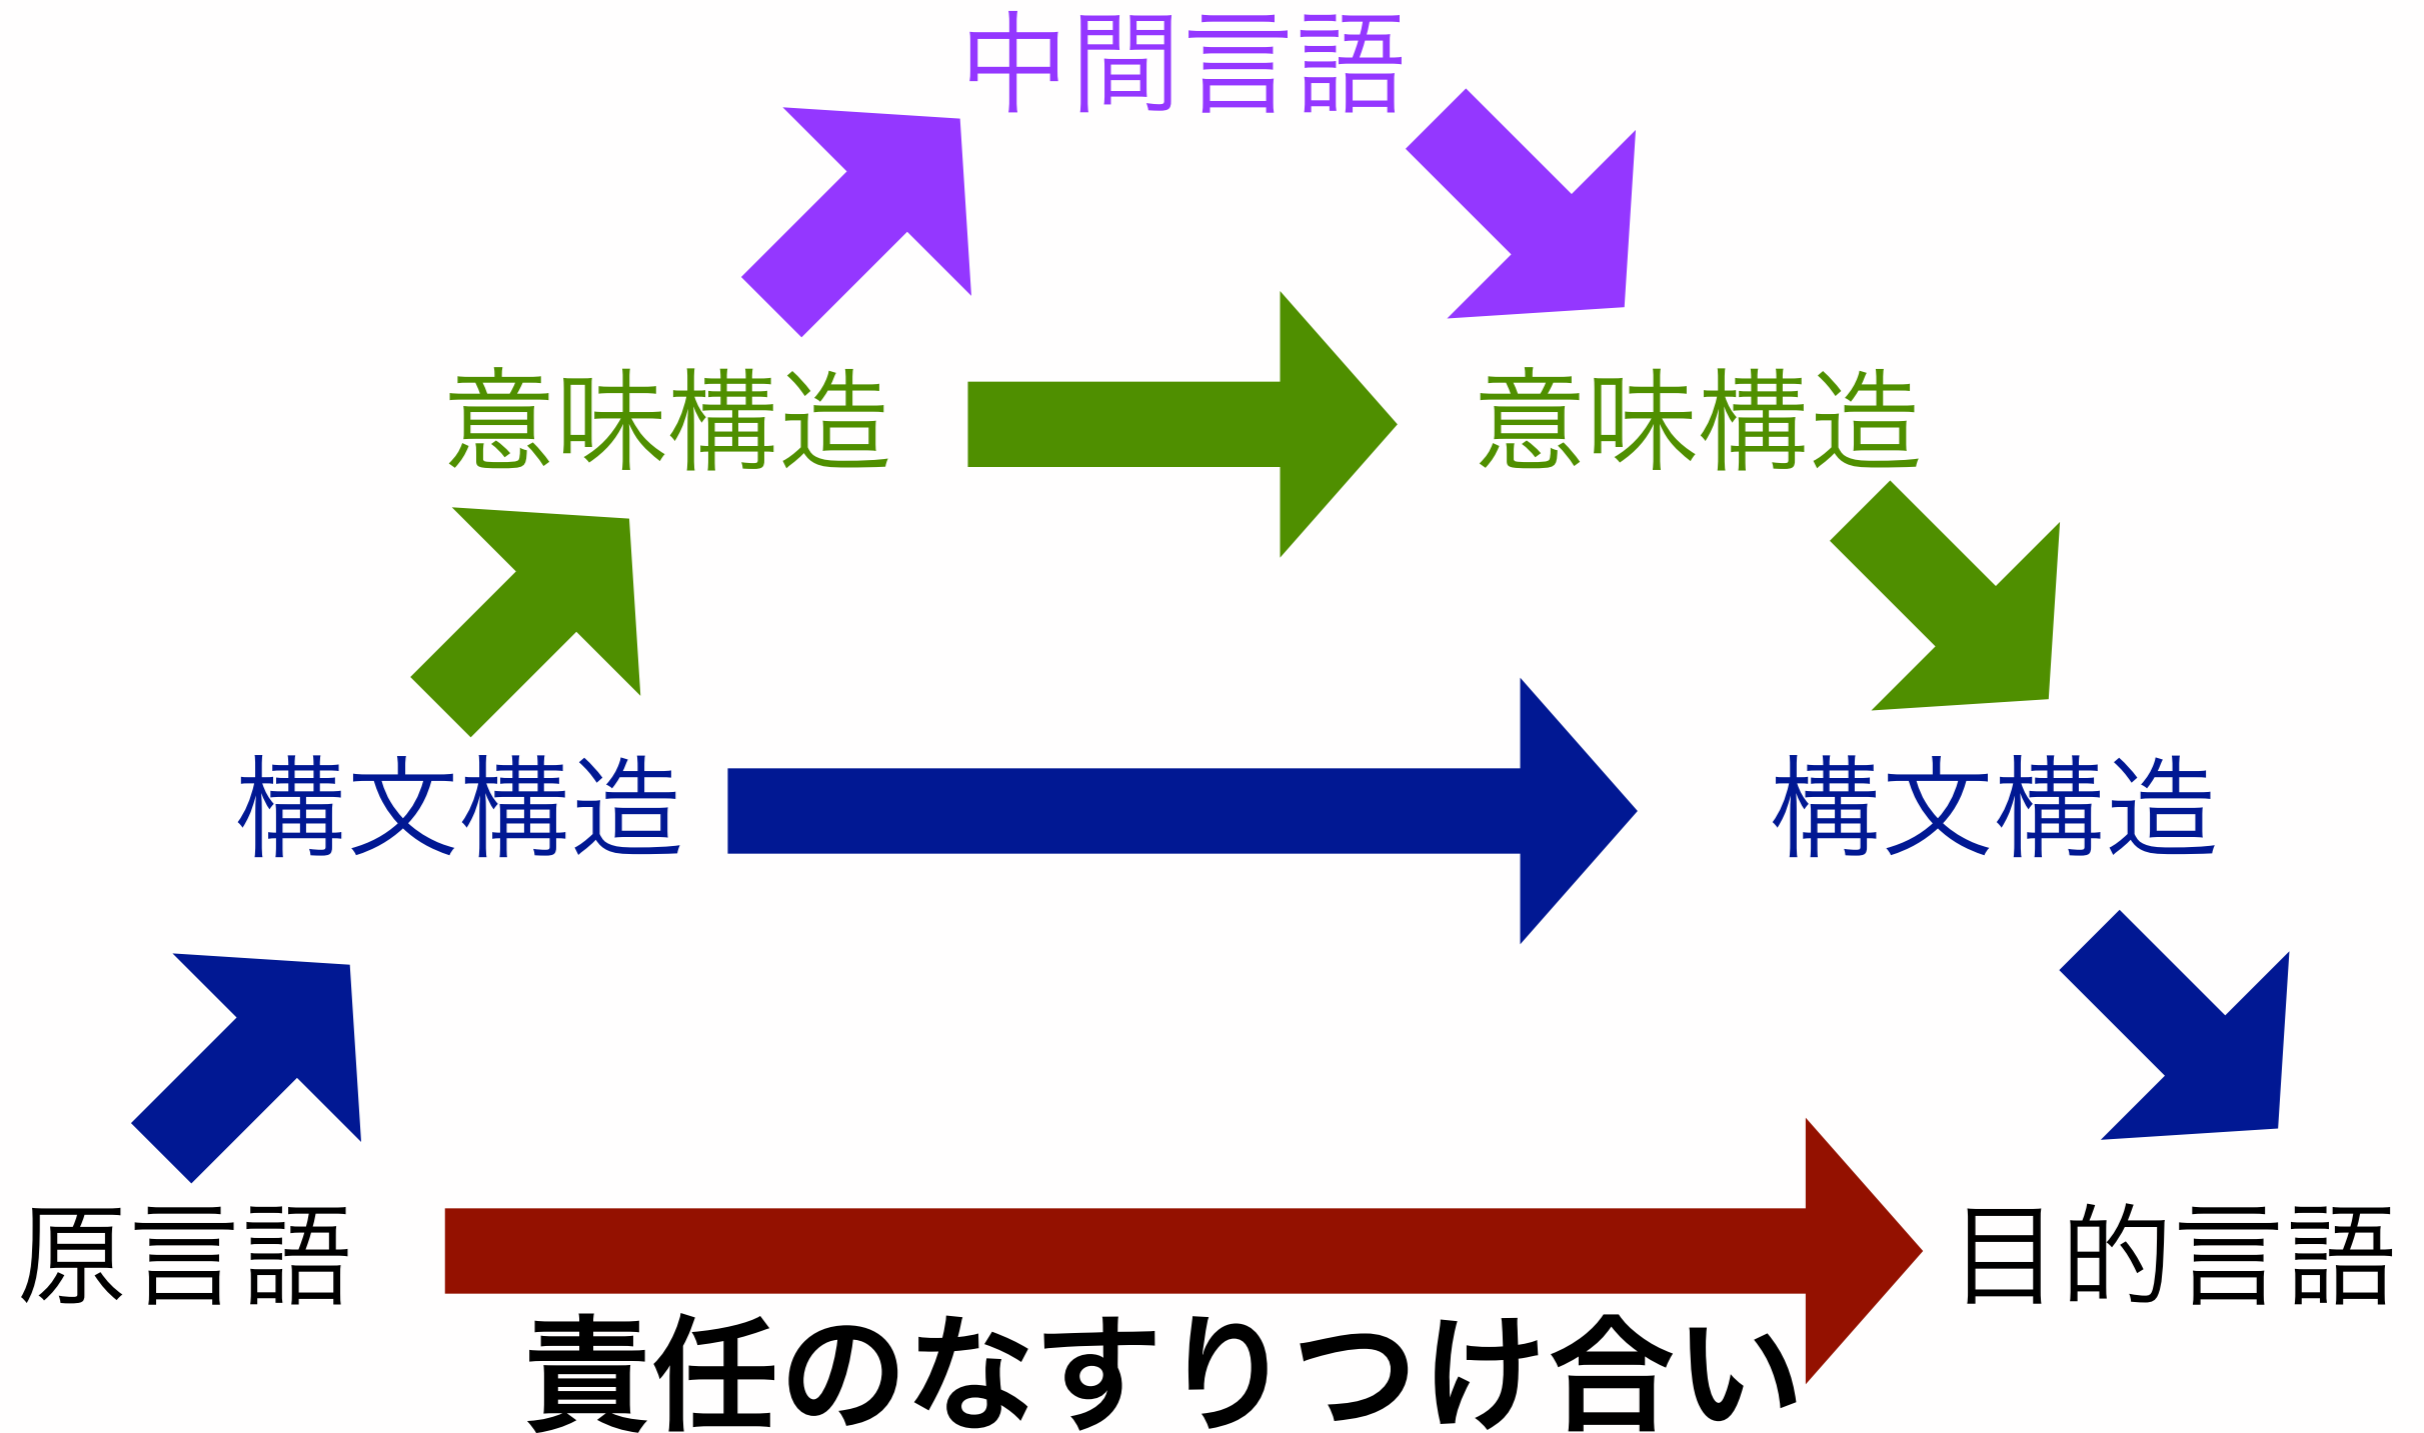 中間言語
意味構造
意味構造
構文構造
構文構造
原言語
目的言語
責任のなすりつけ合い